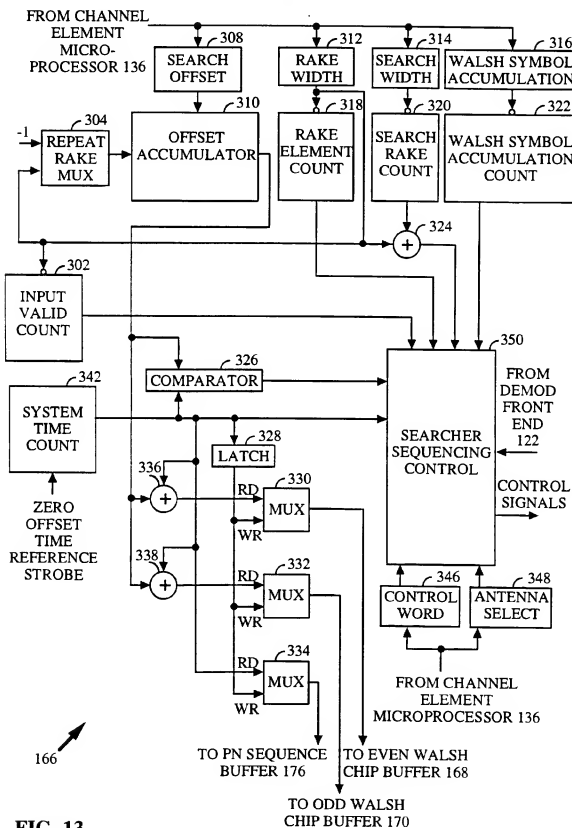 FROM CHANNEL
ELEMENT
MICRO-
PROCESSOR 136
308
SEARCH
OFFSET
312
RAKE
WIDTH
314
SEARCH
WIDTH
316
WALSH SYMBOL
ACCUMULATION
310
OFFSET
ACCUMULATOR
318
RAKE
ELEMENT
COUNT
320
SEARCH
RAKE
COUNT
322
WALSH SYMBOL
ACCUMULATION
COUNT
-1
304
REPEAT
RAKE
MUX
324
+
302
INPUT
VALID
COUNT
350
SEARCHER
SEQUENCING
CONTROL
FROM
DEMOD
FRONT
END
122
CONTROL
SIGNALS
326
COMPARATOR
342
SYSTEM
TIME
COUNT
328
LATCH
ZERO
OFFSET
TIME
REFERENCE
STROBE
336
+
RD
330
MUX
WR
338
+
RD
332
MUX
WR
RD
334
MUX
WR
346
CONTROL
WORD
348
ANTENNA
SELECT
FROM CHANNEL
ELEMENT
MICROPROCESSOR 136
166
TO PN SEQUENCE
BUFFER 176
TO EVEN WALSH
CHIP BUFFER 168
TO ODD WALSH
CHIP BUFFER 170
FIG. 13